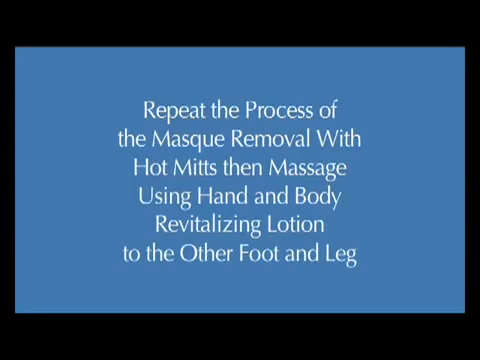 Repeat the Process of
the Masque Removal With
Hot Mitts then Massage
Using Hand and Body
Revitalizing Lotion
to the Other Foot and Leg